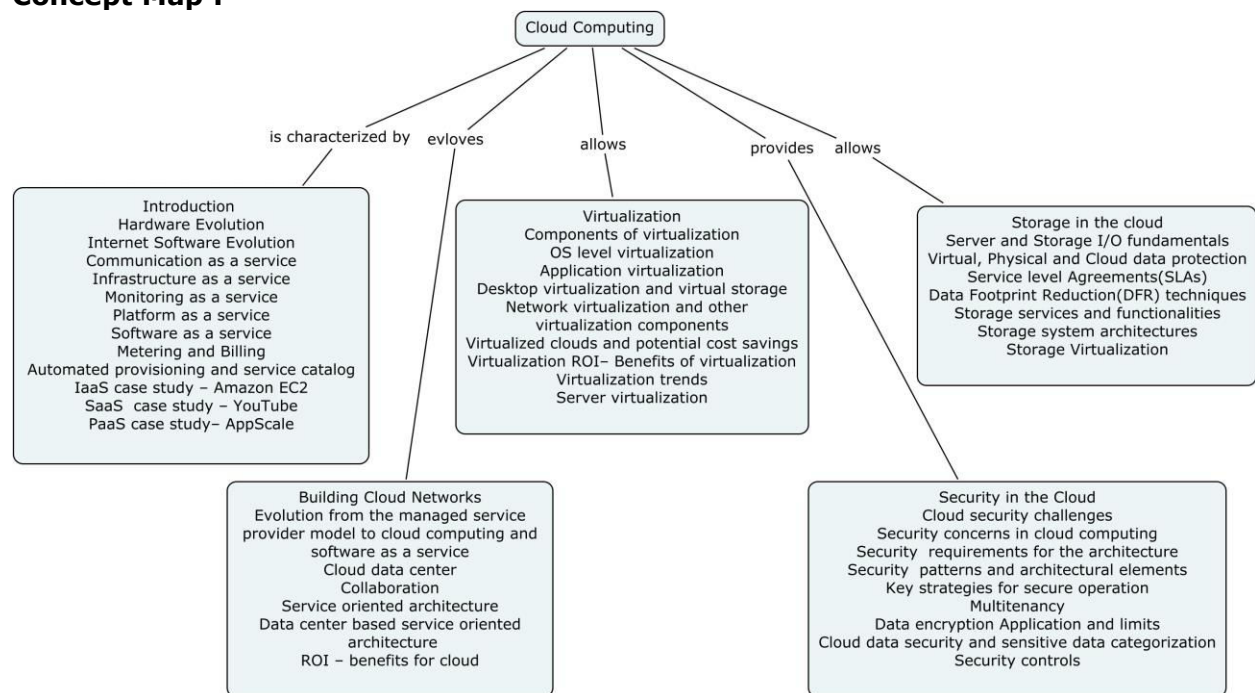 Cloud Computing
is characterized by
evloves
allows
provides
allows
Introduction
Hardware Evolution
Internet Software Evolution
Communication as a service
Infrastructure as a service
Monitoring as a service
Platform as a service
Software as a service
Metering and Billing
Automated provisioning and service catalog
IaaS case study – Amazon EC2
SaaS case study – YouTube
PaaS case study– AppScale
Virtualization
Components of virtualization
OS level virtualization
Application virtualization
Desktop virtualization and virtual storage
Network virtualization and other
virtualization components
Virtualized clouds and potential cost savings
Virtualization ROI– Benefits of virtualization
Virtualization trends
Server virtualization
Storage in the cloud
Server and Storage I/O fundamentals
Virtual, Physical and Cloud data protection
Service level Agreements(SLAs)
Data Footprint Reduction(DFR) techniques
Storage services and functionalities
Storage system architectures
Storage Virtualization
Building Cloud Networks
Evolution from the managed service
provider model to cloud computing and
software as a service
Cloud data center
Collaboration
Service oriented architecture
Data center based service oriented
architecture
ROI – benefits for cloud
Security in the Cloud
Cloud security challenges
Security concerns in cloud computing
Security requirements for the architecture
Security patterns and architectural elements
Key strategies for secure operation
Multitenancy
Data encryption Application and limits
Cloud data security and sensitive data categorization
Security controls